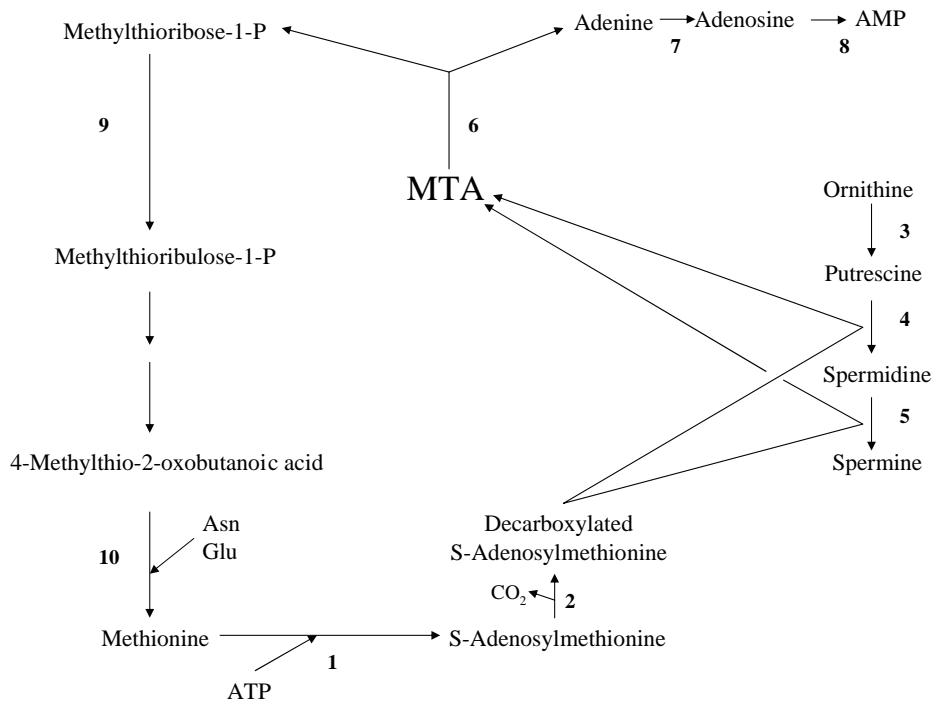 Methylthioribose-1-P
Adenine
Adenosine
AMP
7
8
9
6
MTA
Ornithine
3
Methylthioribulose-1-P
Putrescine
4
Spermidine
5
4-Methylthio-2-oxobutanoic acid
Spermine
Asn
Glu
10
Decarboxylated
S-Adenosylmethionine
CO2
2
Methionine
S-Adenosylmethionine
1
ATP